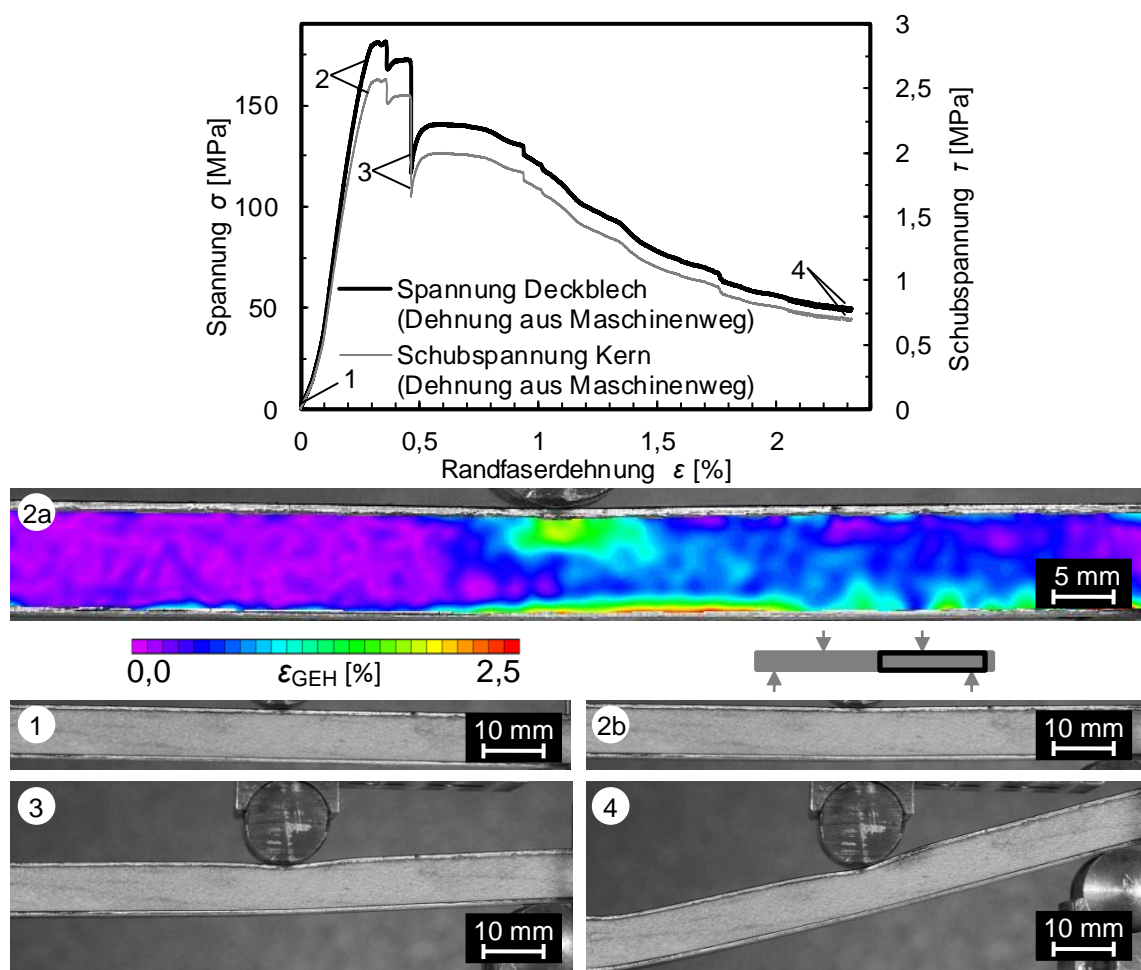 3
2,5
2
1,5
1
0,5
0
Schubspannung τ [MPa]
150
100
50
0
Spannung σ [MPa]
2
3
4
1
Spannung Deckblech
(Dehnung aus Maschinenweg)
Schubspannung Kern
(Dehnung aus Maschinenweg)
0 0,5 1 1,5 2
Randfaserdehnung ε [%]
2a
5 mm
0,0 εGEH [%] 2,5
1
10 mm
2b
10 mm
3
10 mm
4
10 mm